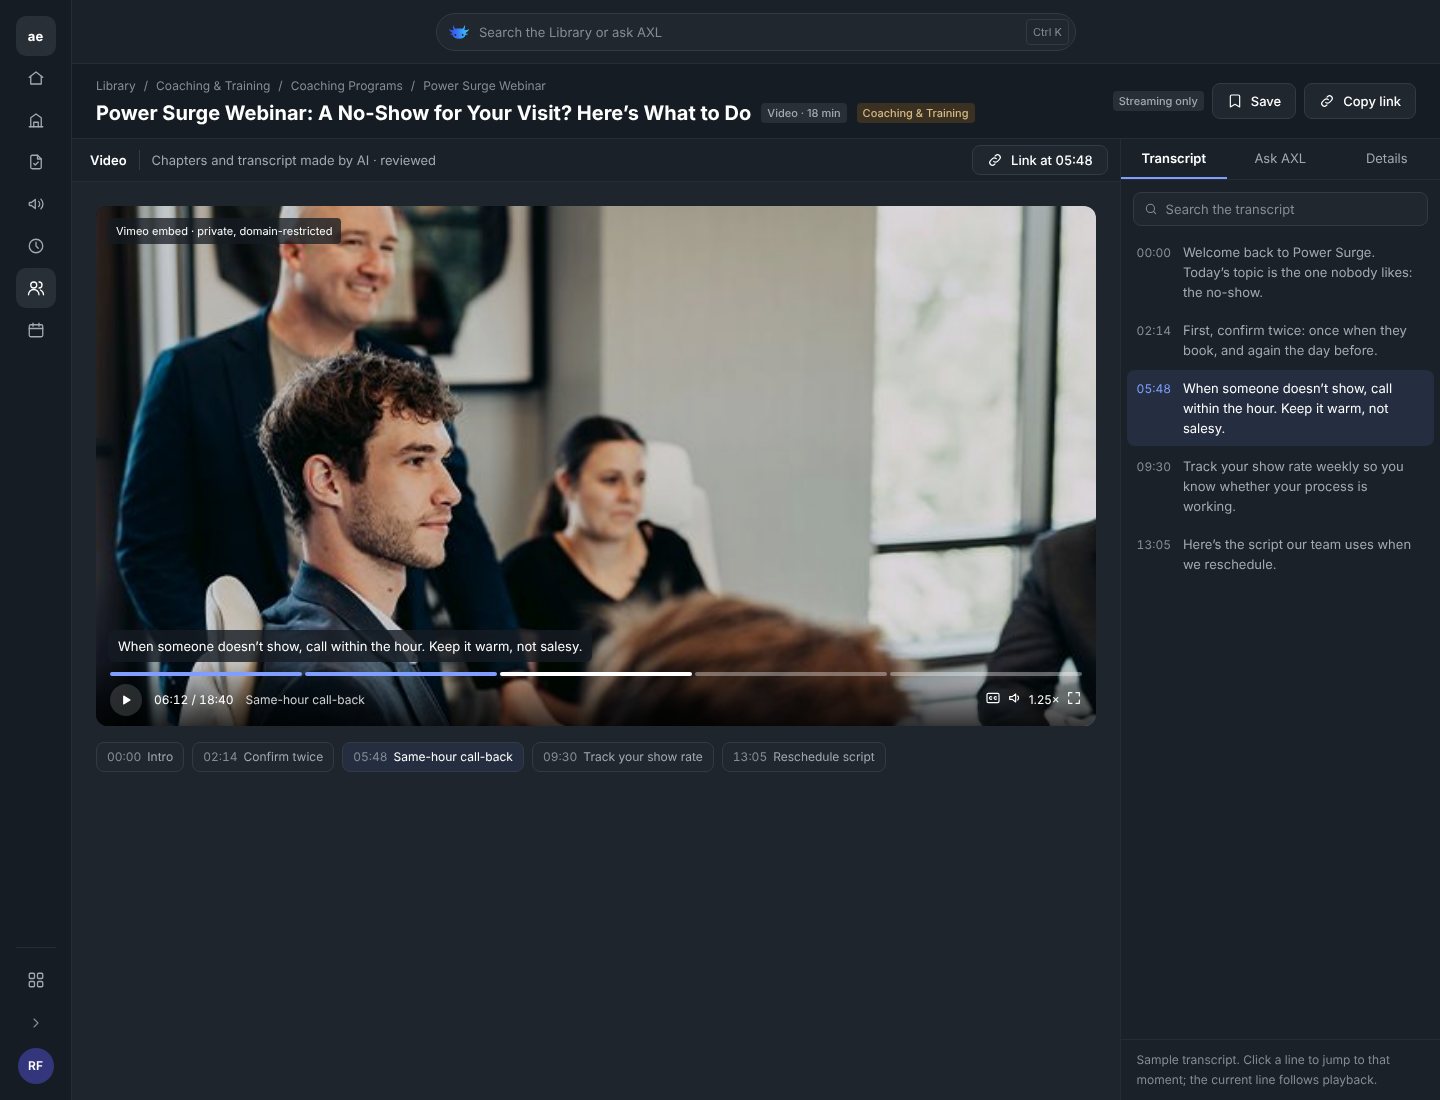 ae
Search the Library or ask AXL
Ctrl K
Library / Coaching & Training / Coaching Programs / Power Surge Webinar
Power Surge Webinar: A No-Show for Your Visit? Here’s What to Do
Video · 18 min
Coaching & Training
Streaming only
Save
Copy link
Video
Chapters and transcript made by AI · reviewed
Link at 05:48
Vimeo embed · private, domain-restricted
When someone doesn’t show, call within the hour. Keep it warm, not salesy.
06:12 / 18:40 Same-hour call-back
CC
1.25×
00:00 Intro
02:14 Confirm twice
05:48 Same-hour call-back
09:30 Track your show rate
13:05 Reschedule script
Transcript
Ask AXL
Details
Search the transcript
00:00 Welcome back to Power Surge.
Today’s topic is the one nobody likes:
the no-show.
02:14 First, confirm twice: once when they
book, and again the day before.
05:48 When someone doesn’t show, call
within the hour. Keep it warm, not
salesy.
09:30 Track your show rate weekly so you
know whether your process is
working.
13:05 Here’s the script our team uses when
we reschedule.
Sample transcript. Click a line to jump to that
moment; the current line follows playback.
RF